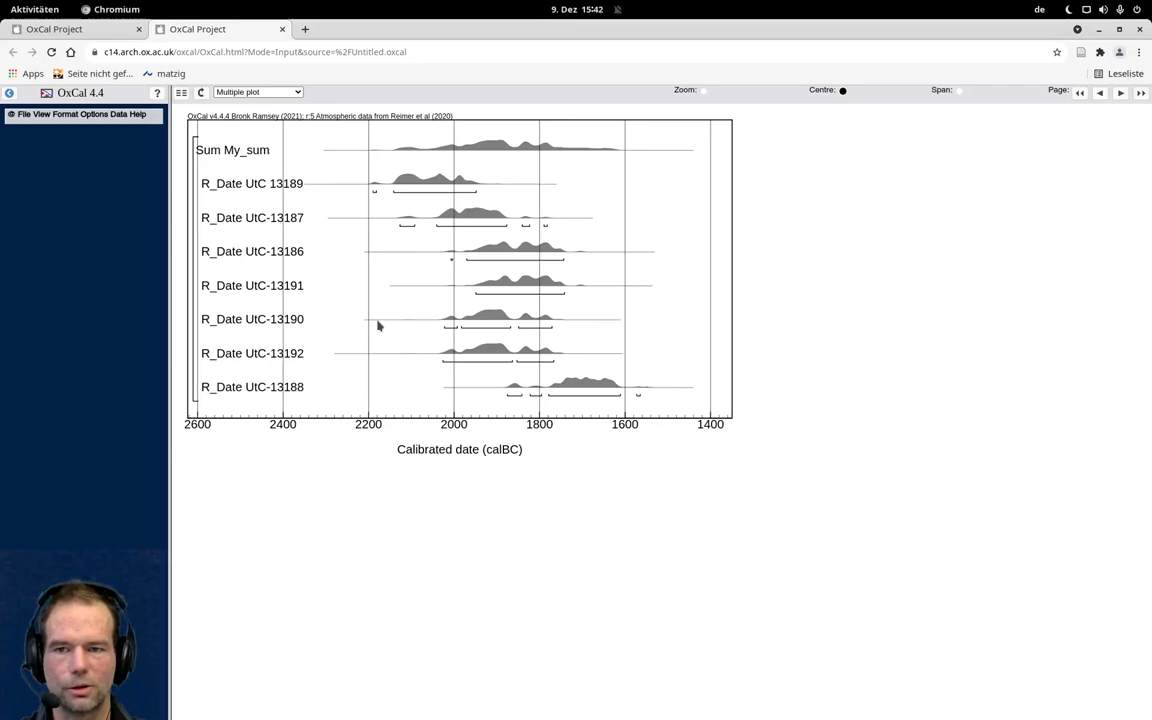 Aktivitäten Chromium 9. Dez 15:42 de
OxCal Project × OxCal Project × +
c14.arch.ox.ac.uk/oxcal/OxCal.html?Mode=Input&source=%2FUntitled.oxcal
Apps Seite nicht gef... matzig Leseliste
OxCal 4.4 ? Multiple plot Zoom: Centre: Span: Page:
@ File View Format Options Data Help
OxCal v4.4.4 Bronk Ramsey (2021); r:5 Atmospheric data from Reimer et al (2020)
Sum My_sum
R_Date UtC 13189
R_Date UtC-13187
R_Date UtC-13186
R_Date UtC-13191
R_Date UtC-13190
R_Date UtC-13192
R_Date UtC-13188
2600 2400 2200 2000 1800 1600 1400
Calibrated date (calBC)